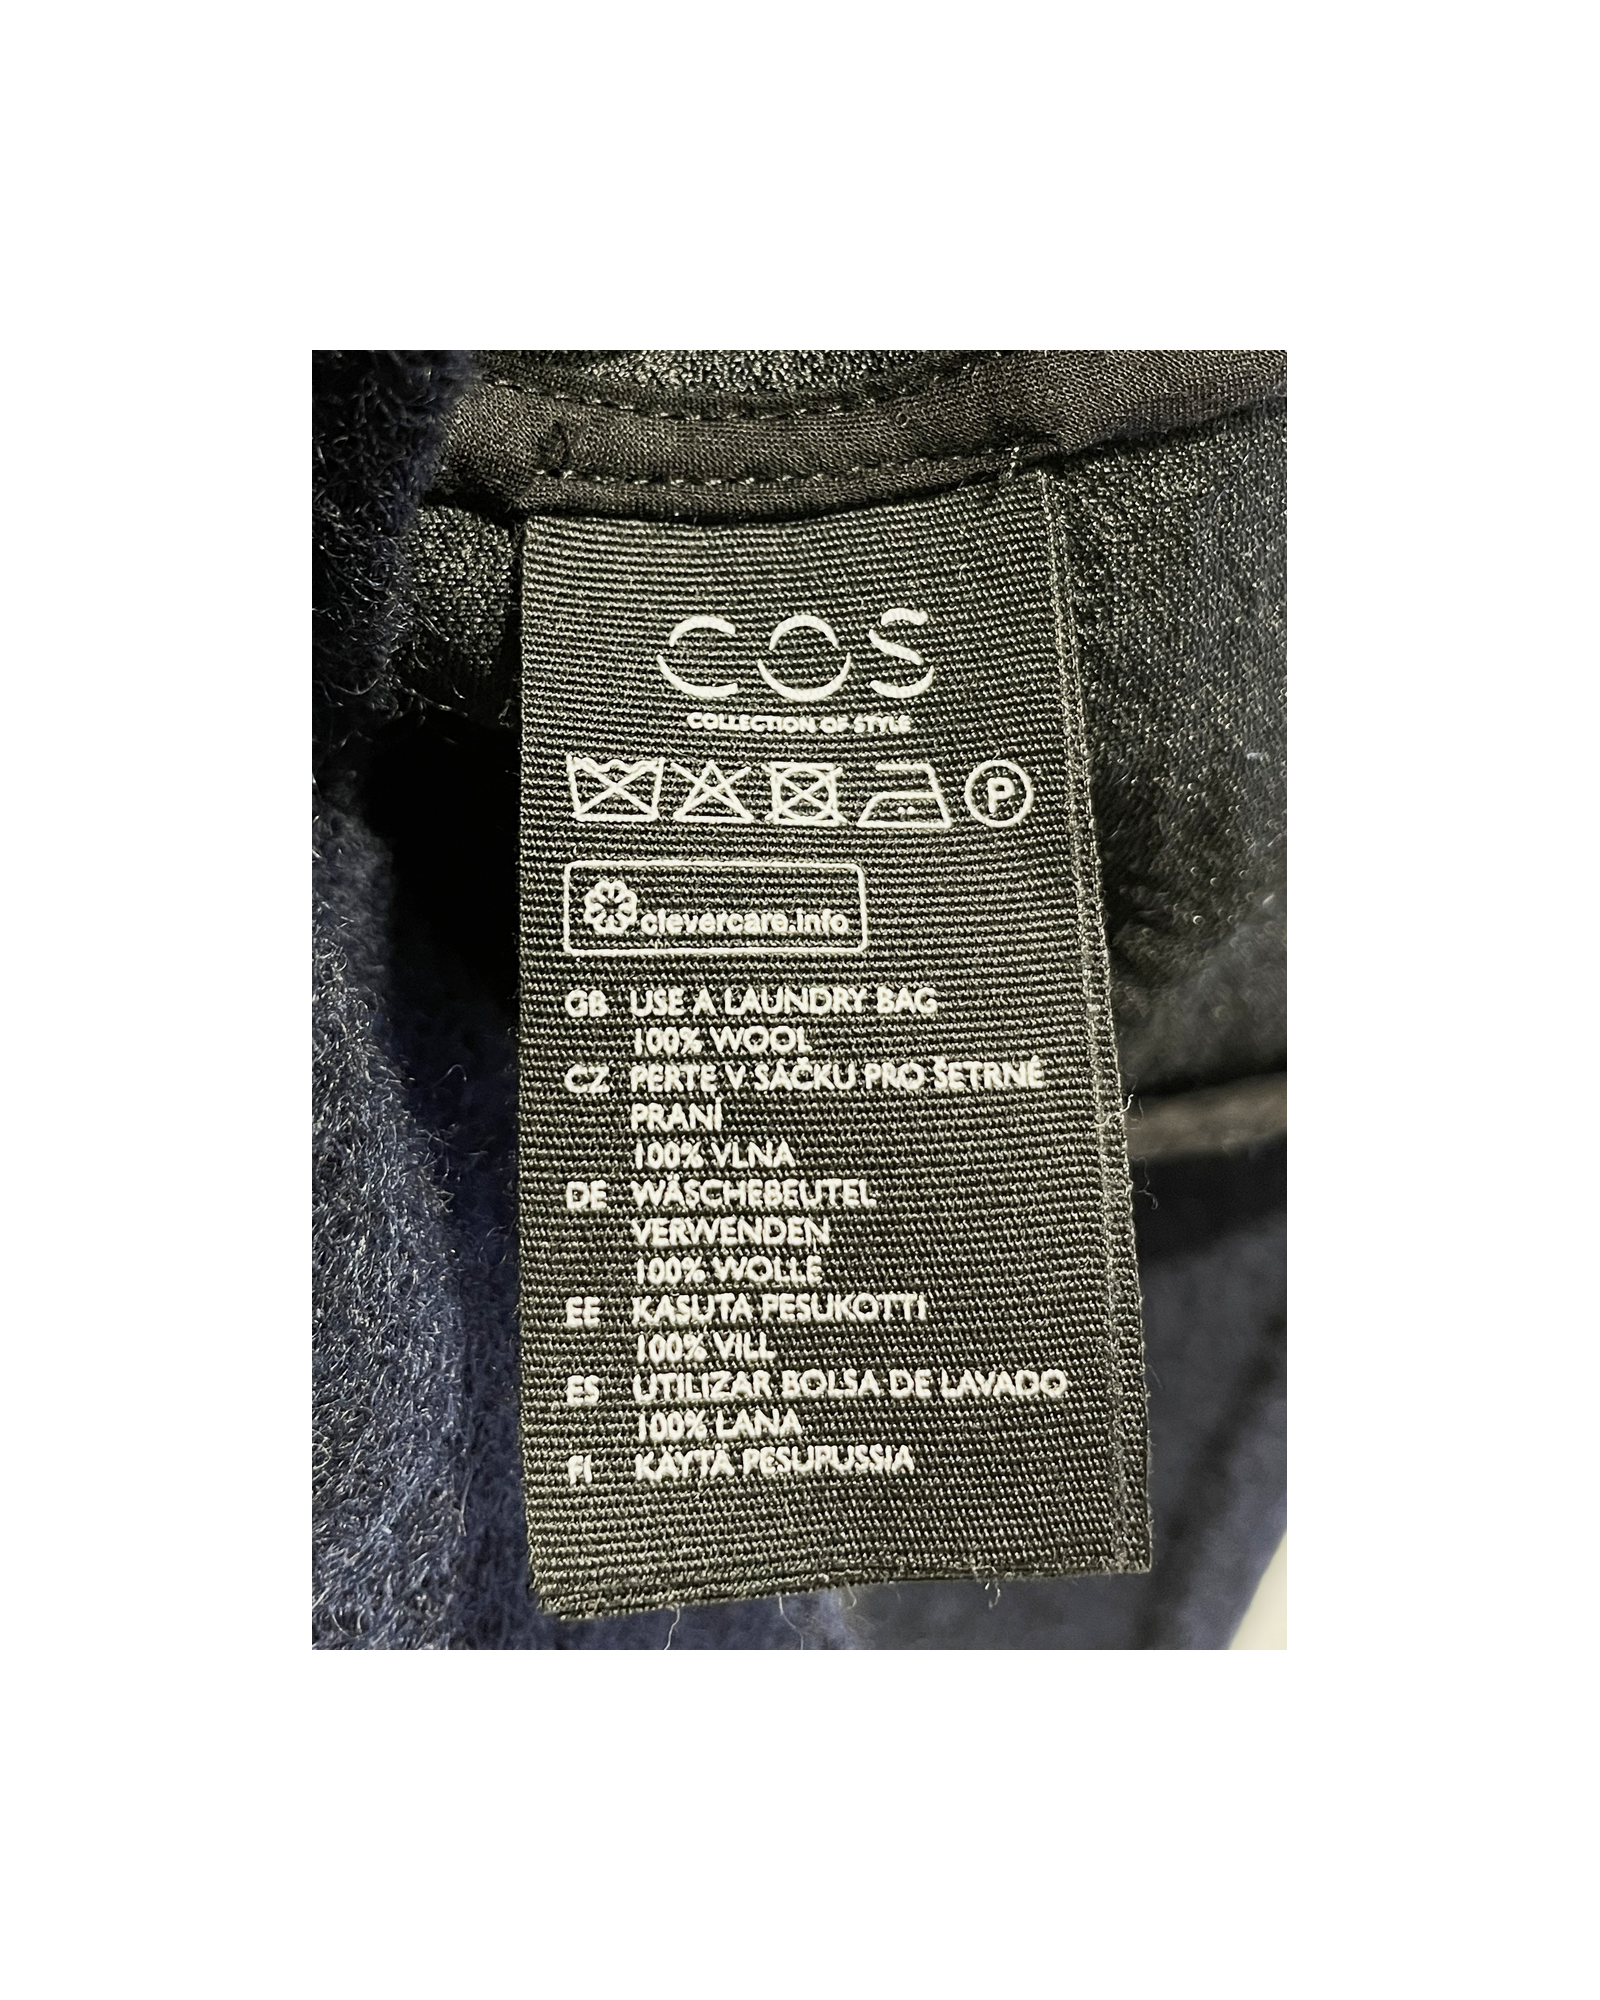 COS
COLLECTION OF STYLE
P
clevercare.info
GB USE A LAUNDRY BAG
100% WOOL
CZ PERTE V SÁČKU PRO ŠETRNÉ
PRANÍ
100% VLNA
DE WÄSCHEBEUTEL
VERWENDEN
100% WOLLE
EE KASUTA PESUKOTTI
100% VILL
ES UTILIZAR BOLSA DE LAVADO
100% LANA
FI KÄYTÄ PESUPUSSIA